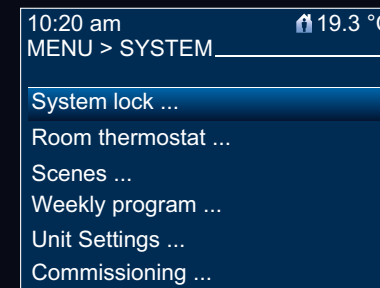 10:20 am 19.3 °C
MENU > SYSTEM
System lock ...
Room thermostat ...
Scenes ...
Weekly program ...
Unit Settings ...
Commissioning ...